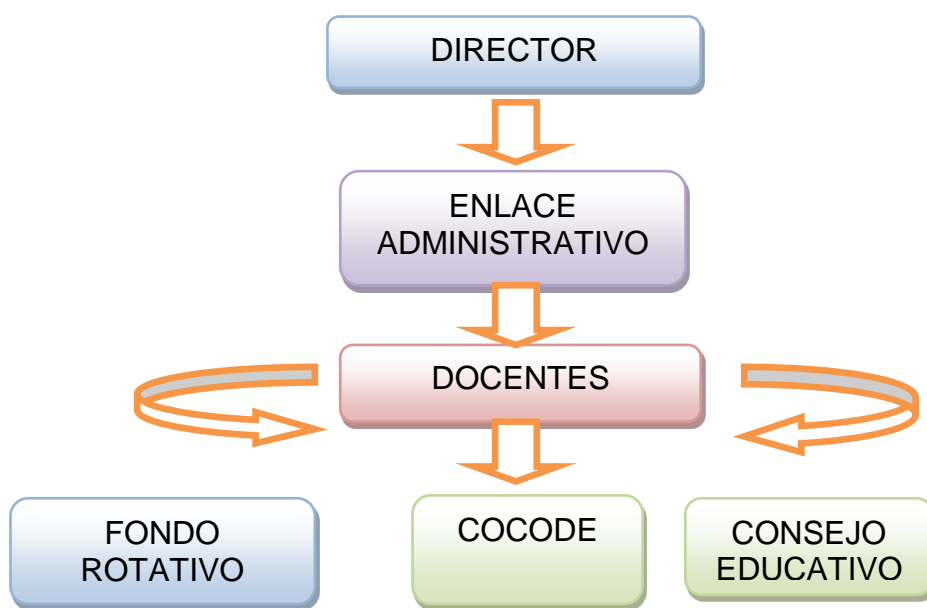 DIRECTOR
ENLACE
ADMINISTRATIVO
DOCENTES
FONDO
ROTATIVO
COCODE
CONSEJO
EDUCATIVO